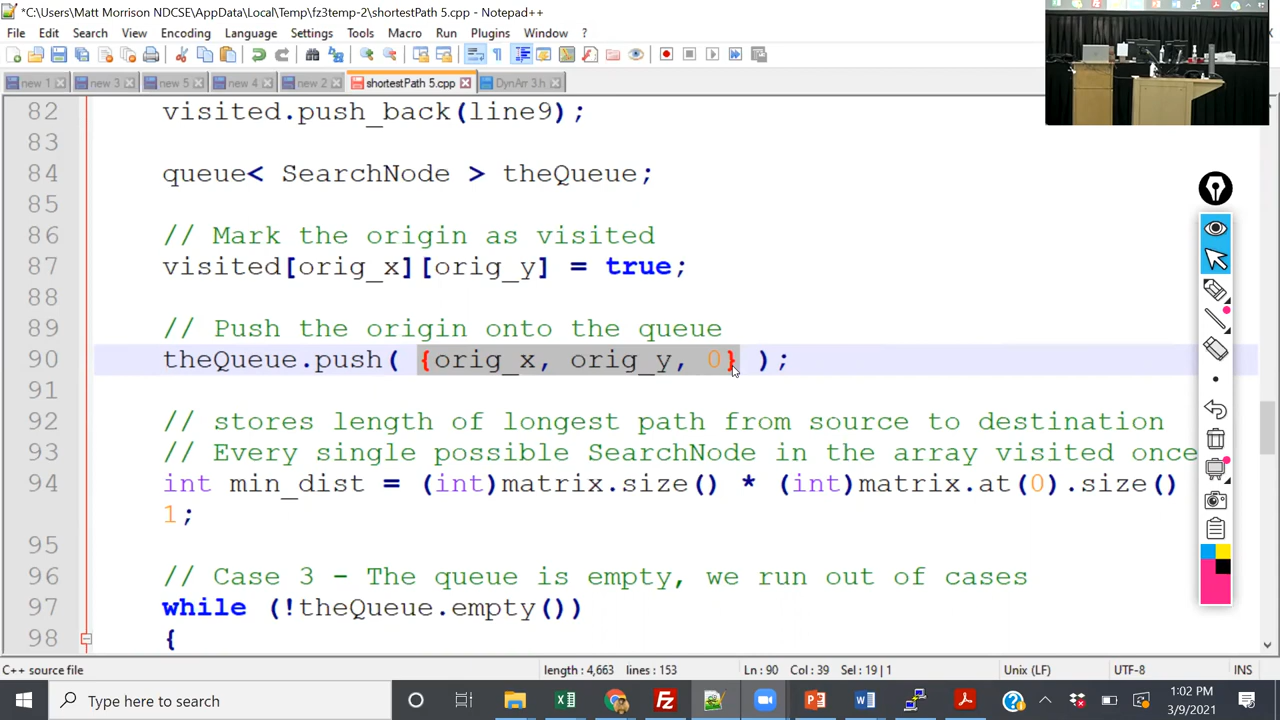 *C:\Users\Matt Morrison NDCSE\AppData\Local\Temp\fz3temp-2\shortestPath 5.cpp - Notepad++
File Edit Search View Encoding Language Settings Tools Macro Run Plugins Window ?
new 1 new 3 new 5 new 4 new 2 shortestPath 5.cpp DynArr 3.h
82 visited.push_back(line9);
83
84 queue< SearchNode > theQueue;
85
86 // Mark the origin as visited
87 visited[orig_x][orig_y] = true;
88
89 // Push the origin onto the queue
90 theQueue.push( {orig_x, orig_y, 0} );
91
92 // stores length of longest path from source to destination
93 // Every single possible SearchNode in the array visited once
94 int min_dist = (int)matrix.size() * (int)matrix.at(0).size()
1;
95
96 // Case 3 - The queue is empty, we run out of cases
97 while (!theQueue.empty())
98 {
C++ source file length : 4,663 lines : 153 Ln : 90 Col : 39 Sel : 19 | 1 Unix (LF) UTF-8 INS
Type here to search
1:02 PM
3/9/2021